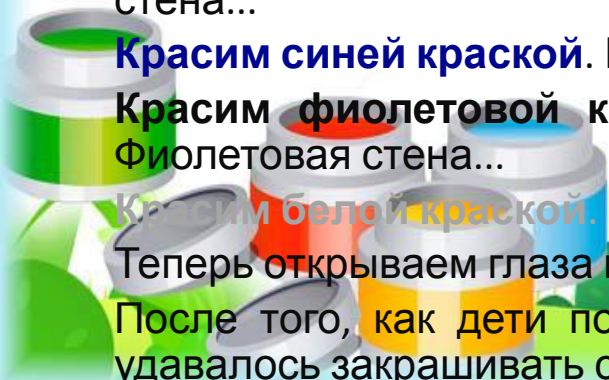 стена...
Красим синей краской.
Красим фиолетовой
Фиолетовая стена...
Красим белой краской.
Теперь открываем глаза
После того, как дети
удавалось закрашивать